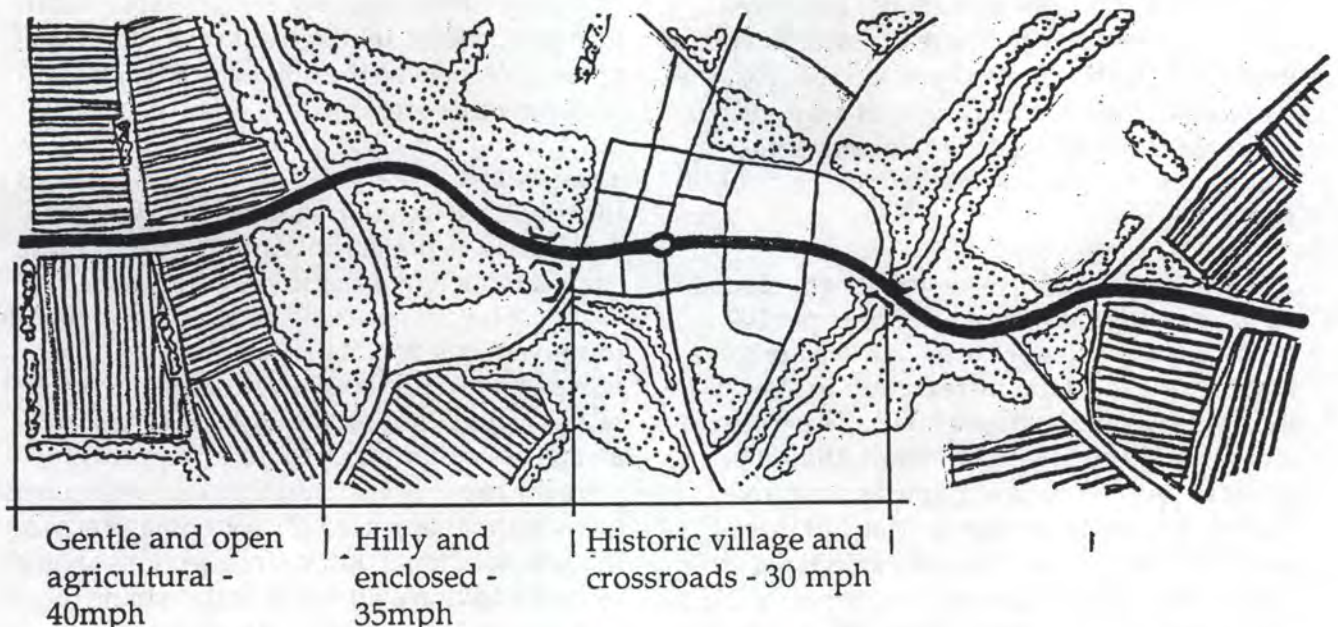 Gentle and open
agricultural -
40mph
Hilly and
enclosed -
35mph
Historic village and
crossroads - 30 mph